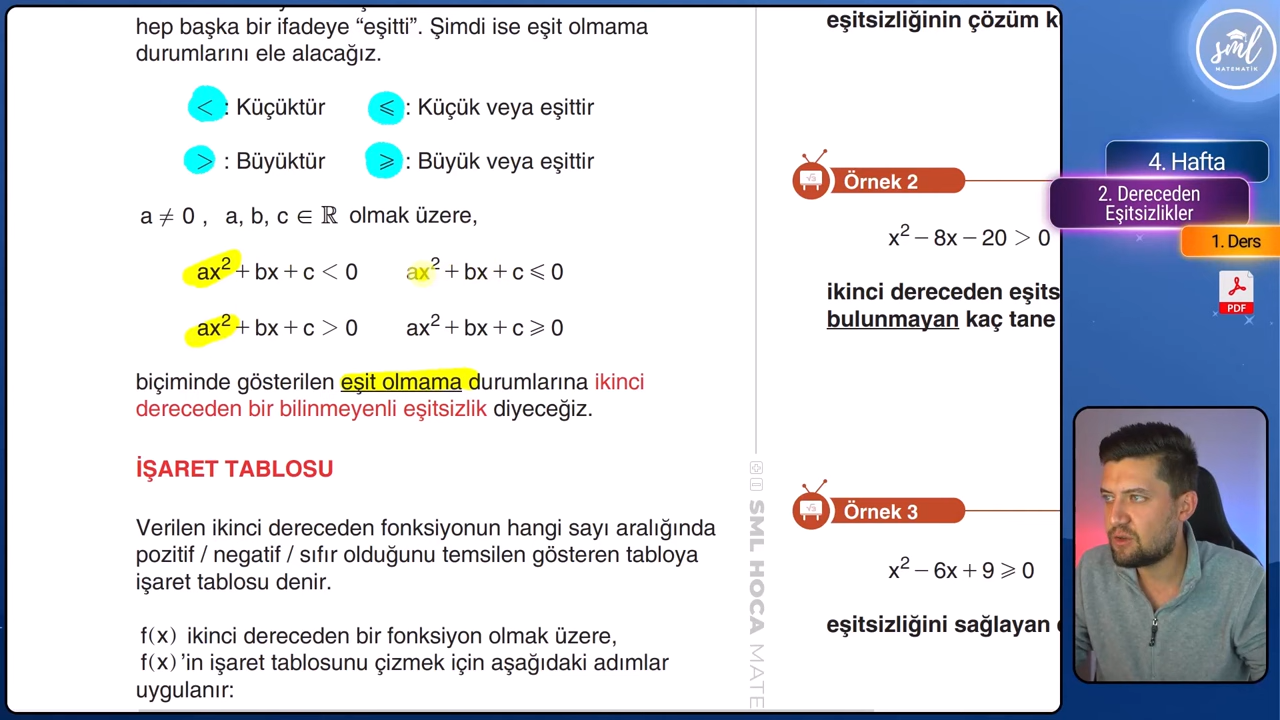 hep başka bir ifadeye “eşitti”. Şimdi ise eşit olmama
durumlarını ele alacağız.
< : Küçüktür
⩽ : Küçük veya eşittir
> : Büyüktür
⩾ : Büyük veya eşittir
a ≠ 0 , a, b, c ∈ ℝ olmak üzere,
ax² + bx + c < 0
ax² + bx + c ⩽ 0
ax² + bx + c > 0
ax² + bx + c ⩾ 0
biçiminde gösterilen eşit olmama durumlarına ikinci
dereceden bir bilinmeyenli eşitsizlik diyeceğiz.
İŞARET TABLOSU
Verilen ikinci dereceden fonksiyonun hangi sayı aralığında
pozitif / negatif / sıfır olduğunu temsilen gösteren tabloya
işaret tablosu denir.
f(x) ikinci dereceden bir fonksiyon olmak üzere,
f(x)’in işaret tablosunu çizmek için aşağıdaki adımlar
uygulanır:
SML HOCA MATE
eşitsizliğinin çözüm k
Örnek 2
x² − 8x − 20 > 0
ikinci dereceden eşits
bulunmayan kaç tane
Örnek 3
x² − 6x + 9 ⩾ 0
eşitsizliğini sağlayan
sml
MATEMATİK
4. Hafta
2. Dereceden
Eşitsizlikler
1. Ders
PDF